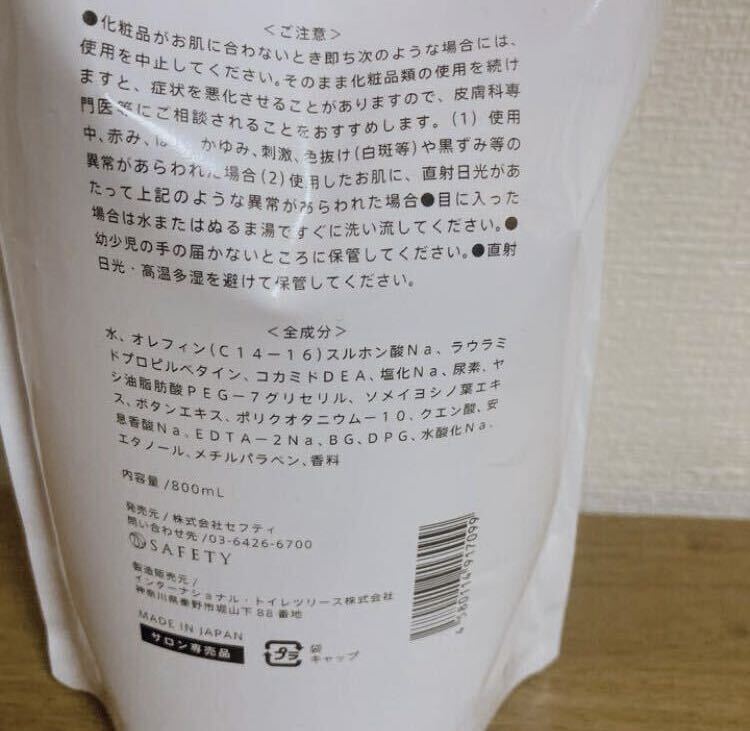 ＜ご注意＞
●化粧品がお肌に合わないとき即ち次のような場合には、
使用を中止してください。そのまま化粧品類の使用を続け
ますと、症状を悪化させることがありますので、皮膚科専
門医等にご相談されることをおすすめします。(1) 使用
中、赤み、は かゆみ、刺激、色抜け(白斑等)や黒ずみ等の
異常があらわれた場合(2)使用したお肌に、直射日光があ
たって上記のような異常があらわれた場合●目に入った
場合は水またはぬるま湯ですぐに洗い流してください。●
幼少児の手の届かないところに保管してください。●直射
日光・高温多湿を避けて保管してください。
＜全成分＞
水、オレフィン(C14－16)スルホン酸Na、ラウラミ
ドプロピルベタイン、コカミドDEA、塩化Na、尿素、ヤ
シ油脂肪酸PEG－7グリセリル、ソメイヨシノ葉エキ
ス、ボタンエキス、ポリクオタニウム－10、クエン酸、安
息香酸Na、EDTA－2Na、BG、DPG、水酸化Na、
エタノール、メチルパラベン、香料
内容量/800mL
発売元/株式会社セフティ
問い合わせ先/03-6426-6700
SAFETY
製造販売元/
インターナショナル・トイレツリース株式会社
神奈川県秦野市堀山下88番地
MADE IN JAPAN
サロン専売品
プラ
袋
キャップ
4 580114 917099